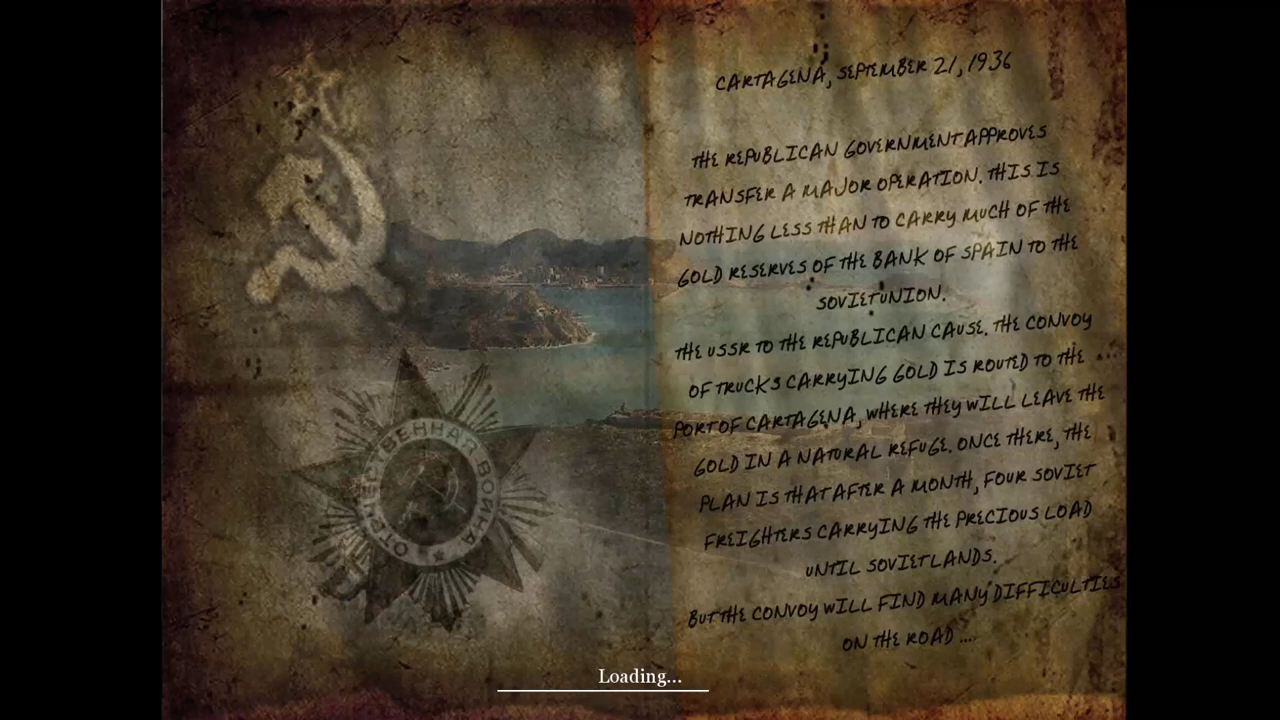 CARTAGENA, SEPTEMBER 21, 1936
THE REPUBLICAN GOVERNMENT APPROVES
TRANSFER A MAJOR OPERATION. THIS IS
NOTHING LESS THAN TO CARRY MUCH OF THE
GOLD RESERVES OF THE BANK OF SPAIN TO THE
SOVIET UNION.
THE USSR TO THE REPUBLICAN CAUSE. THE CONVOY
OF TRUCKS CARRYING GOLD IS ROUTED TO THE
PORT OF CARTAGENA, WHERE THEY WILL LEAVE THE
GOLD IN A NATURAL REFUGE. ONCE THERE, THE
PLAN IS THAT AFTER A MONTH, FOUR SOVIET
FREIGHTERS CARRYING THE PRECIOUS LOAD
UNTIL SOVIET LANDS.
BUT THE CONVOY WILL FIND MANY DIFFICULTIES
ON THE ROAD ...
ОТЕЧЕСТВЕННАЯ ВОЙНА
Loading...